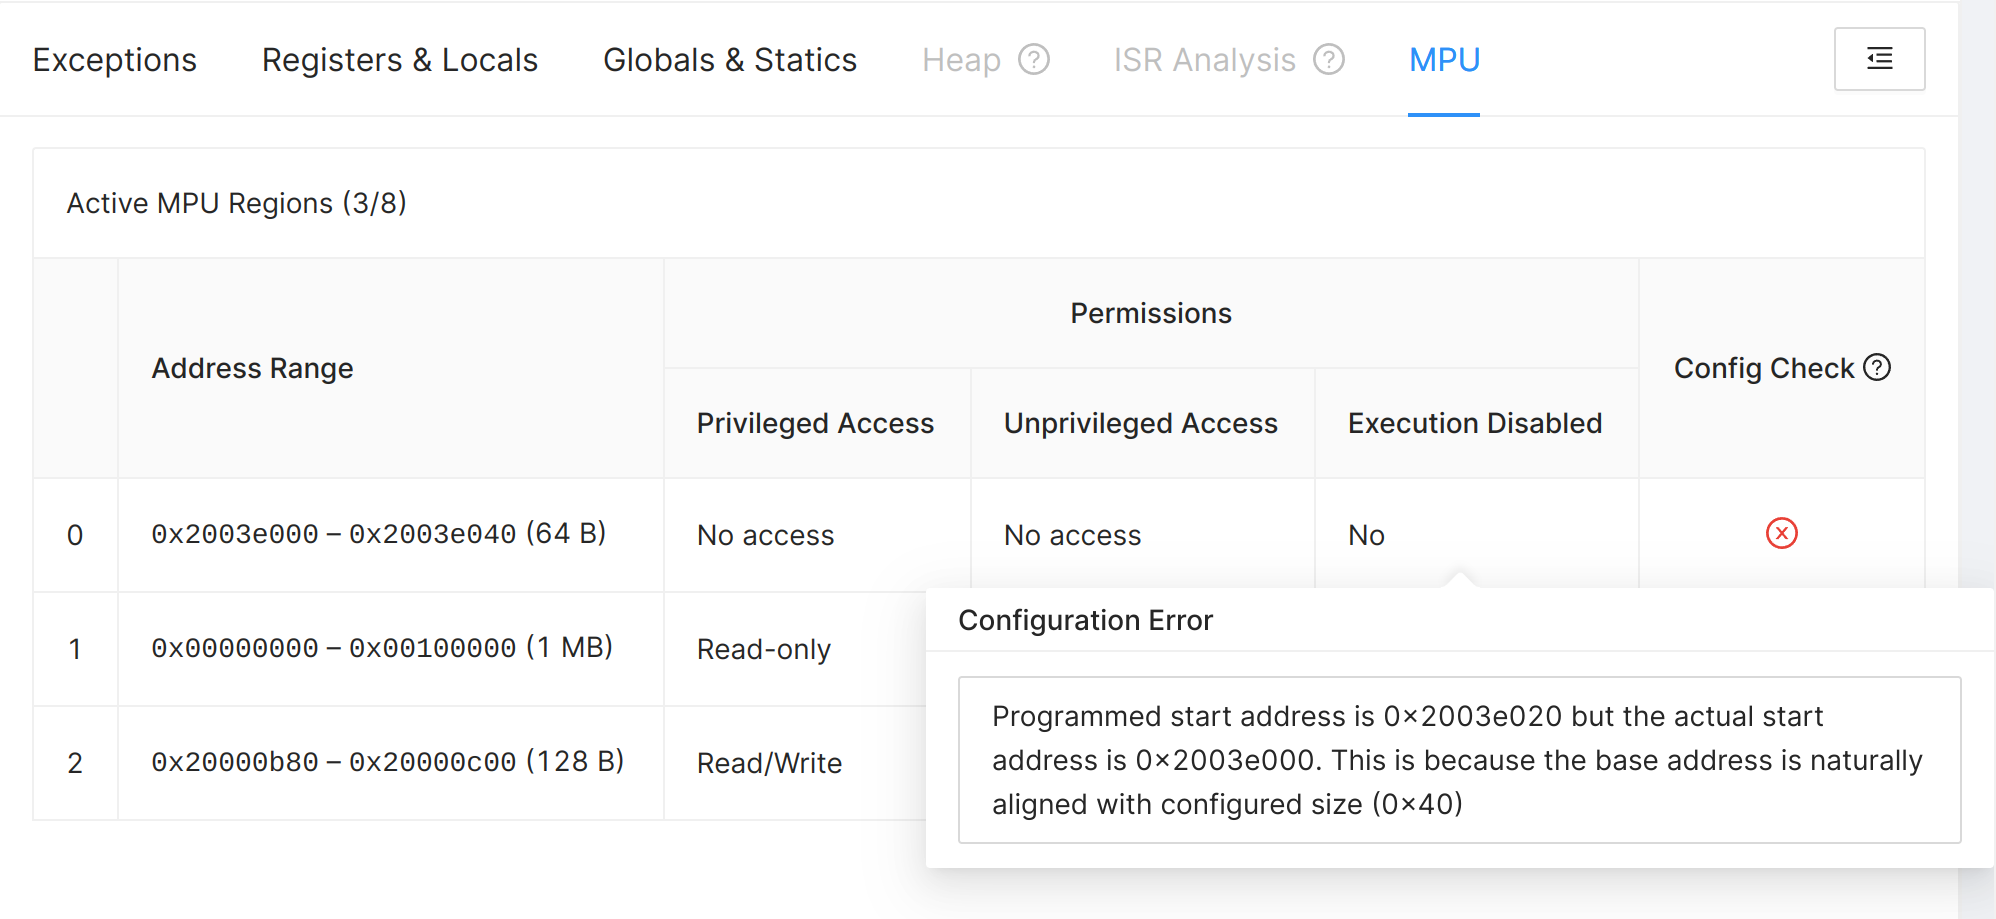 Exceptions Registers & Locals Globals & Statics Heap ? ISR Analysis ? MPU
Active MPU Regions (3/8)
Address Range Permissions Config Check ?
Privileged Access Unprivileged Access Execution Disabled
0 0x2003e000 – 0x2003e040 (64 B) No access No access No
1 0x00000000 – 0x00100000 (1 MB) Read-only
2 0x20000b80 – 0x20000c00 (128 B) Read/Write
Configuration Error
Programmed start address is 0×2003e020 but the actual start
address is 0×2003e000. This is because the base address is naturally
aligned with configured size (0×40)